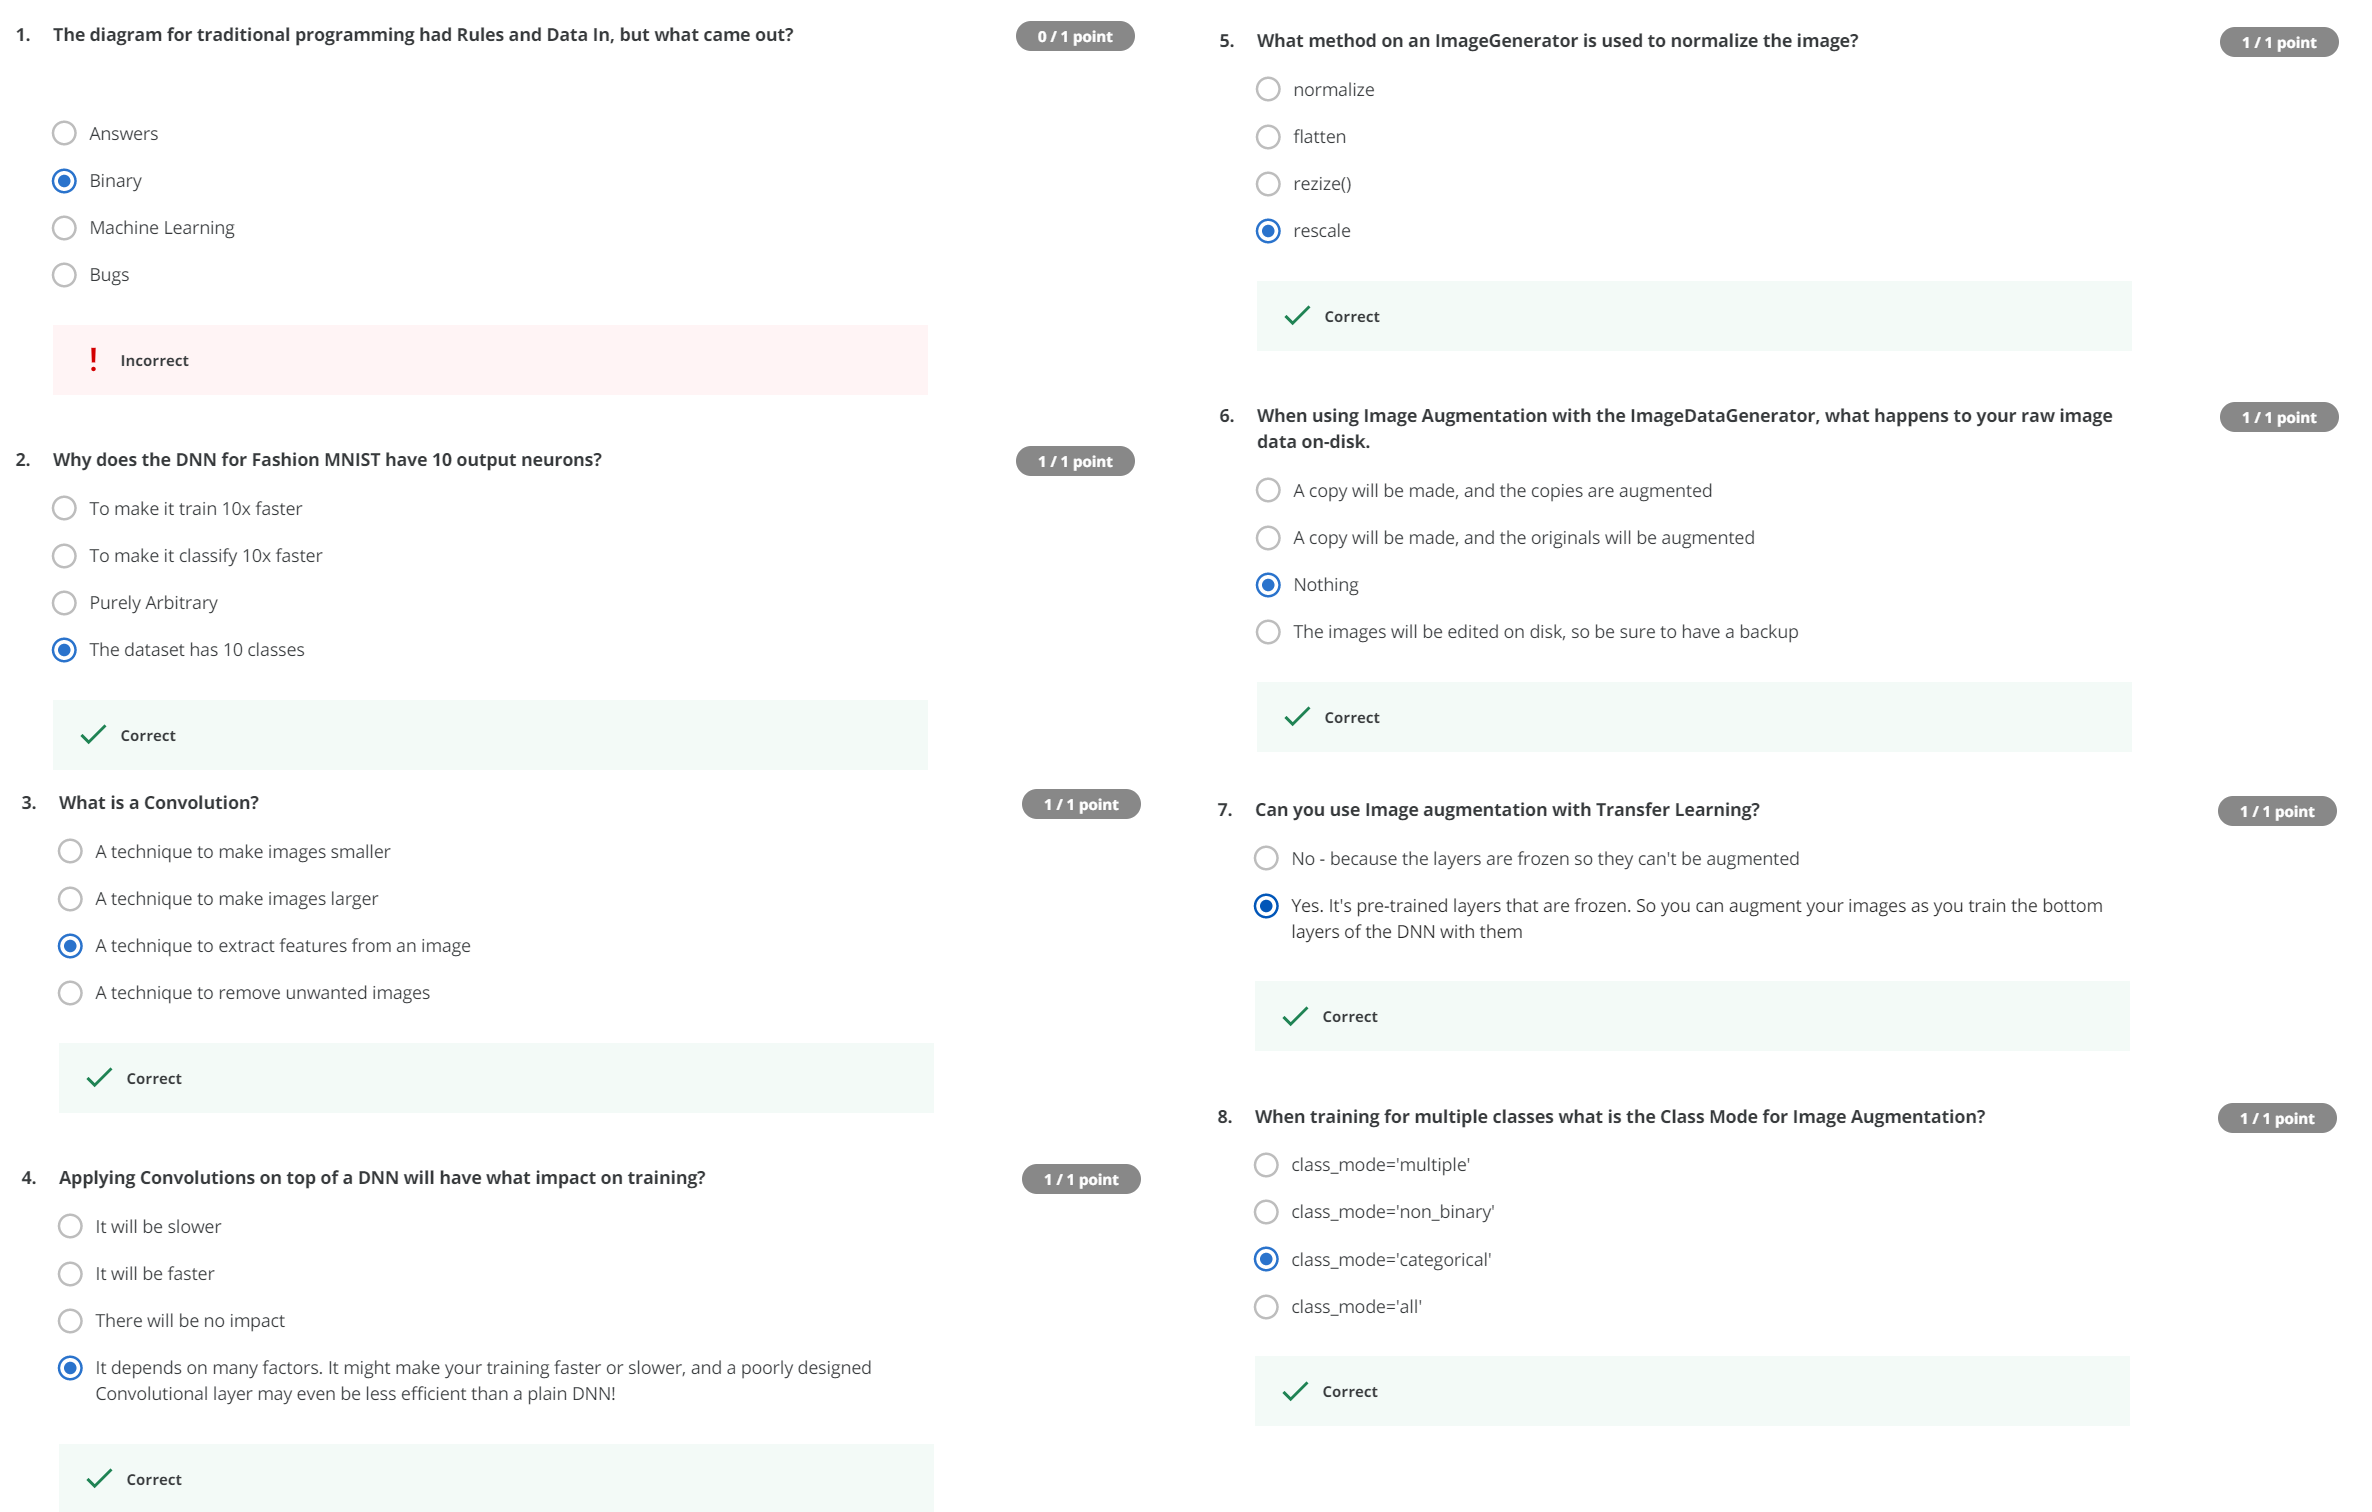 1. The diagram for traditional programming had Rules and Data In, but what came out?
0 / 1 point
Answers
Binary
Machine Learning
Bugs
! Incorrect
2. Why does the DNN for Fashion MNIST have 10 output neurons?
1 / 1 point
To make it train 10x faster
To make it classify 10x faster
Purely Arbitrary
The dataset has 10 classes
Correct
3. What is a Convolution?
1 / 1 point
A technique to make images smaller
A technique to make images larger
A technique to extract features from an image
A technique to remove unwanted images
Correct
4. Applying Convolutions on top of a DNN will have what impact on training?
1 / 1 point
It will be slower
It will be faster
There will be no impact
It depends on many factors. It might make your training faster or slower, and a poorly designed
Convolutional layer may even be less efficient than a plain DNN!
Correct
5. What method on an ImageGenerator is used to normalize the image?
1 / 1 point
normalize
flatten
rezize()
rescale
Correct
6. When using Image Augmentation with the ImageDataGenerator, what happens to your raw image
data on-disk.
1 / 1 point
A copy will be made, and the copies are augmented
A copy will be made, and the originals will be augmented
Nothing
The images will be edited on disk, so be sure to have a backup
Correct
7. Can you use Image augmentation with Transfer Learning?
1 / 1 point
No - because the layers are frozen so they can't be augmented
Yes. It's pre-trained layers that are frozen. So you can augment your images as you train the bottom
layers of the DNN with them
Correct
8. When training for multiple classes what is the Class Mode for Image Augmentation?
1 / 1 point
class_mode='multiple'
class_mode='non_binary'
class_mode='categorical'
class_mode='all'
Correct